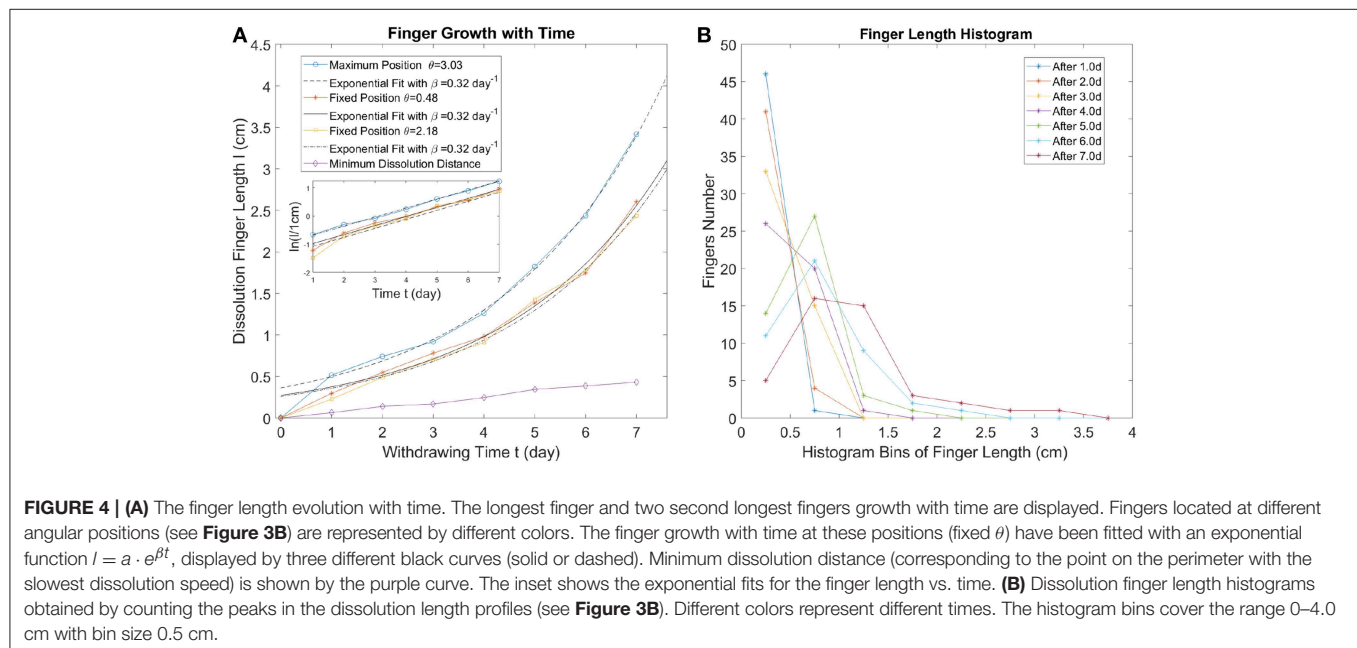 A
Finger Growth with Time
4.5
4
3.5
3
2.5
2
1.5
1
0.5
0
Dissolution Finger Length l (cm)
Maximum Position θ=3.03
Exponential Fit with β =0.32 day⁻¹
Fixed Position θ=0.48
Exponential Fit with β =0.32 day⁻¹
Fixed Position θ=2.18
Exponential Fit with β =0.32 day⁻¹
Minimum Dissolution Distance
1
0
-1
-2
ln(l/1cm)
1 2 3 4 5 6 7
Time t (day)
0 1 2 3 4 5 6 7
Withdrawing Time t (day)
B
Finger Length Histogram
50
45
40
35
30
25
20
15
10
5
0
Fingers Number
After 1.0d
After 2.0d
After 3.0d
After 4.0d
After 5.0d
After 6.0d
After 7.0d
0 0.5 1 1.5 2 2.5 3 3.5 4
Histogram Bins of Finger Length (cm)
FIGURE 4 | (A) The finger length evolution with time. The longest finger and two second longest fingers growth with time are displayed. Fingers located at different
angular positions (see Figure 3B) are represented by different colors. The finger growth with time at these positions (fixed θ) have been fitted with an exponential
function l = a · e^{βt}, displayed by three different black curves (solid or dashed). Minimum dissolution distance (corresponding to the point on the perimeter with the
slowest dissolution speed) is shown by the purple curve. The inset shows the exponential fits for the finger length vs. time. (B) Dissolution finger length histograms
obtained by counting the peaks in the dissolution length profiles (see Figure 3B). Different colors represent different times. The histogram bins cover the range 0–4.0
cm with bin size 0.5 cm.